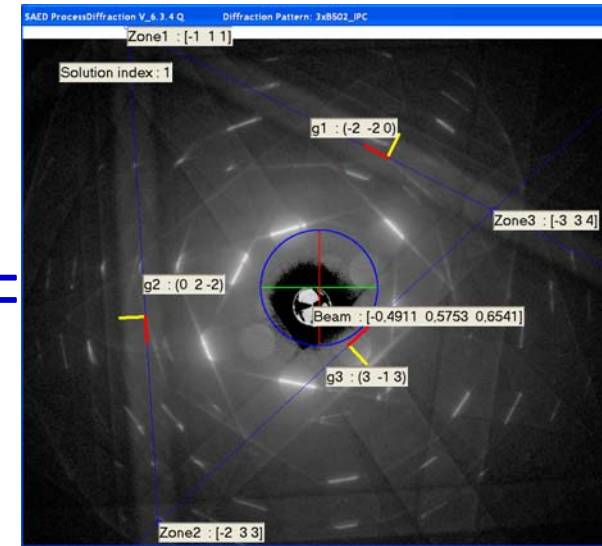 SAED ProcessDiffraction V_6.3.4 Q Diffraction Pattern: 3xB502_IPC
Zone1 : [-1 1 1]
Solution index : 1
g1 : (-2 -2 0)
Zone3 : [-3 3 4]
g2 : (0 2 -2)
Beam : [-0,4911 0,5753 0,6541]
g3 : (3 -1 3)
Zone2 : [-2 3 3]